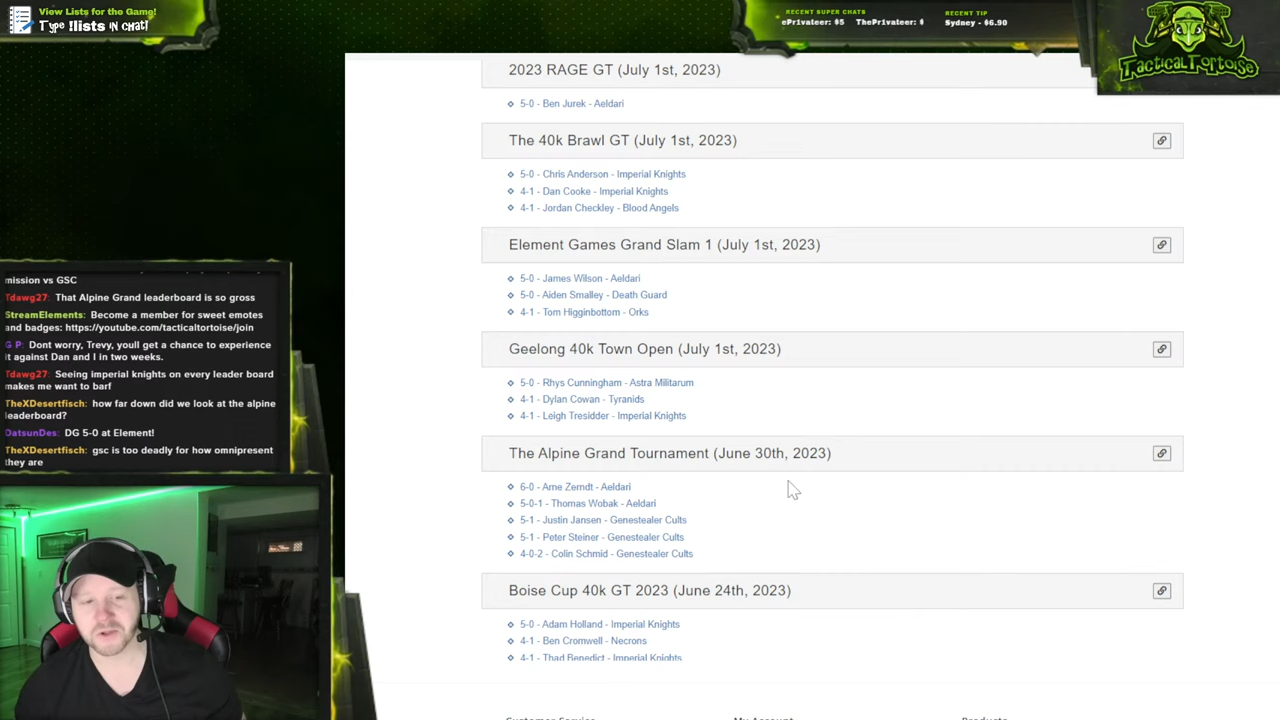 View Lists for the Game!
Type !lists in chat!
RECENT SUPER CHATS
ePr1vateer: $5 ThePr1vateer: $
RECENT TIP
Sydney - $6.90
TacticalTortoise
2023 RAGE GT (July 1st, 2023)
5-0 - Ben Jurek - Aeldari
The 40k Brawl GT (July 1st, 2023)
5-0 - Chris Anderson - Imperial Knights
4-1 - Dan Cooke - Imperial Knights
4-1 - Jordan Checkley - Blood Angels
Element Games Grand Slam 1 (July 1st, 2023)
5-0 - James Wilson - Aeldari
5-0 - Aiden Smalley - Death Guard
4-1 - Tom Higginbottom - Orks
Geelong 40k Town Open (July 1st, 2023)
5-0 - Rhys Cunningham - Astra Militarum
4-1 - Dylan Cowan - Tyranids
4-1 - Leigh Tresidder - Imperial Knights
The Alpine Grand Tournament (June 30th, 2023)
6-0 - Arne Zerndt - Aeldari
5-0-1 - Thomas Wobak - Aeldari
5-1 - Justin Jansen - Genestealer Cults
5-1 - Peter Steiner - Genestealer Cults
4-0-2 - Colin Schmid - Genestealer Cults
Boise Cup 40k GT 2023 (June 24th, 2023)
5-0 - Adam Holland - Imperial Knights
4-1 - Ben Cromwell - Necrons
4-1 - Thad Benedict - Imperial Knights
Customer Service
My Account
Products
mission vs GSC
Tdawg27: That Alpine Grand leaderboard is so gross
StreamElements: Become a member for sweet emotes
and badges: https://youtube.com/tacticaltortoise/join
G P: Dont worry, Trevy, youll get a chance to experience
it against Dan and I in two weeks.
Tdawg27: Seeing imperial knights on every leader board
makes me want to barf
TheXDesertfisch: how far down did we look at the alpine
leaderboard?
DatsunDes: DG 5-0 at Element!
TheXDesertfisch: gsc is too deadly for how omnipresent
they are